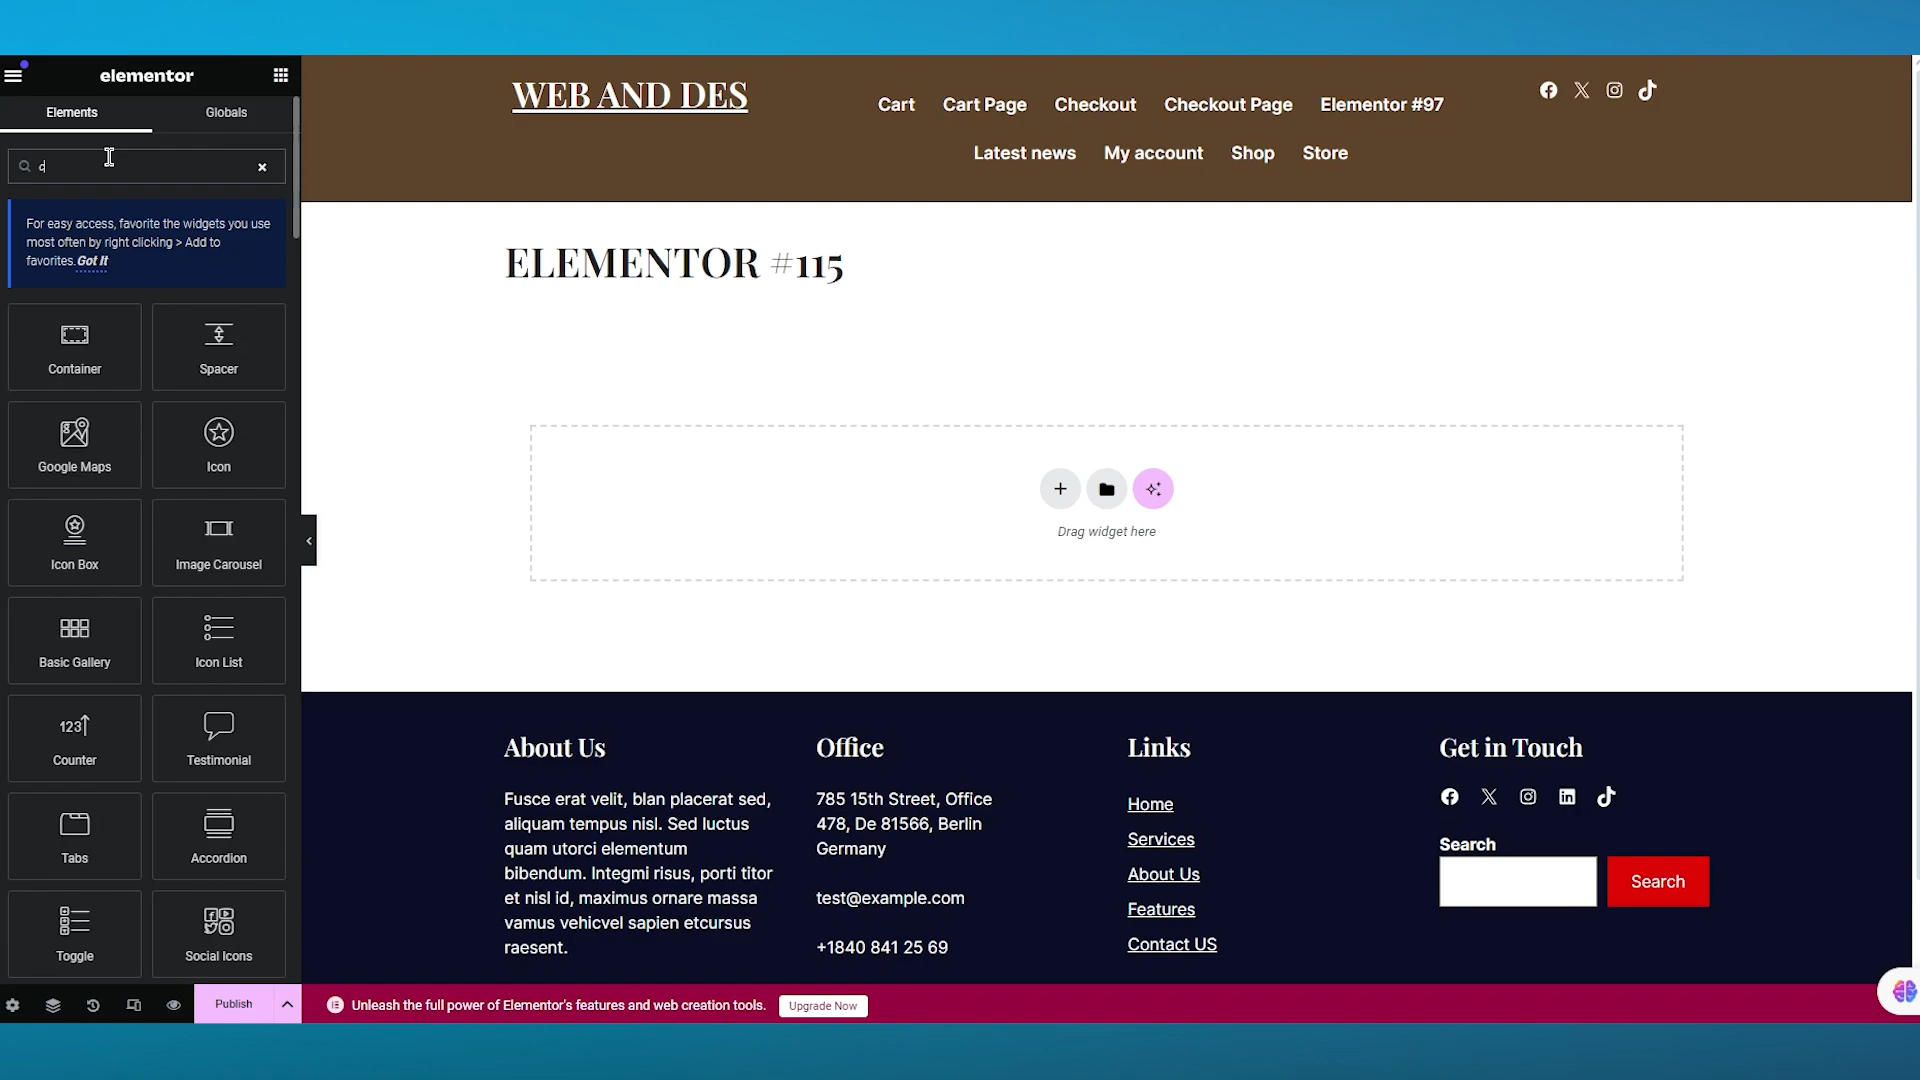 elementor
Elements
Globals
c
For easy access, favorite the widgets you use
most often by right clicking > Add to
favorites. Got It
Container
Spacer
Google Maps
Icon
Icon Box
Image Carousel
Basic Gallery
Icon List
123
Counter
Testimonial
Tabs
Accordion
Toggle
Social Icons
Publish
WEB AND DES
Cart
Cart Page
Checkout
Checkout Page
Elementor #97
Latest news
My account
Shop
Store
ELEMENTOR #115
Drag widget here
About Us
Fusce erat velit, blan placerat sed,
aliquam tempus nisl. Sed luctus
quam utorci elementum
bibendum. Integmi risus, porti titor
et nisl id, maximus ornare massa
vamus vehicvel sapien etcursus
raesent.
Office
785 15th Street, Office
478, De 81566, Berlin
Germany
test@example.com
+1840 841 25 69
Links
Home
Services
About Us
Features
Contact US
Get in Touch
Search
Search
Unleash the full power of Elementor's features and web creation tools.
Upgrade Now